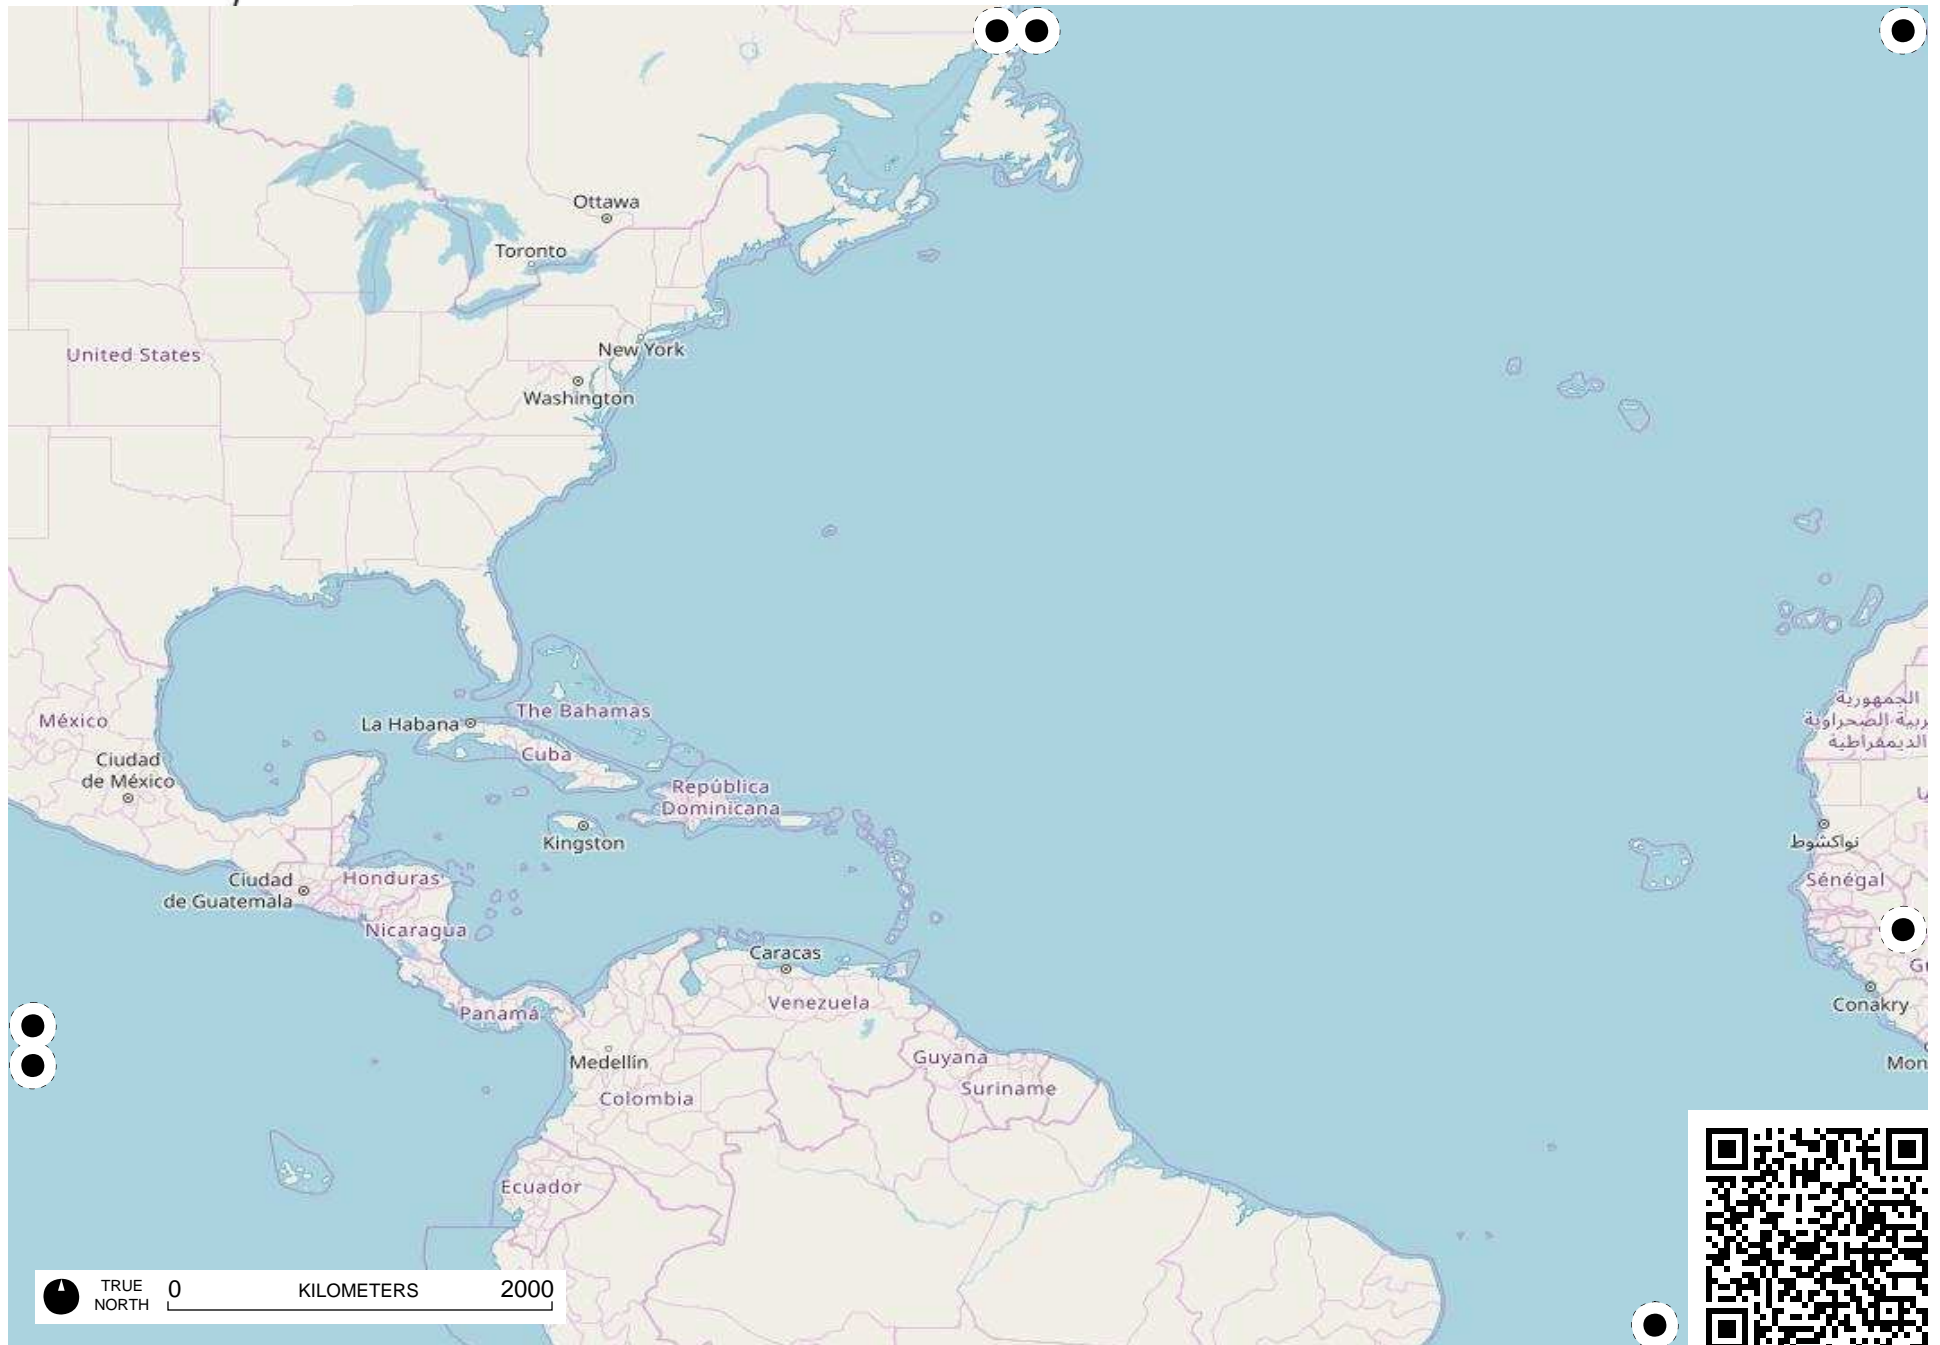 Ottawa
Toronto
United States
New York
Washington
La Habana
The Bahamas
México
Cuba
Ciudad
de México
República
Dominicana
Kingston
Ciudad
de Guatemala
Honduras
Nicaragua
Caracas
Venezuela
Panamá
Medellín
Guyana
Colombia
Suriname
Ecuador
الجمهورية
الديمقراطية
نواكشوط
Sénégal
Conakry
TRUE
NORTH
0
KILOMETERS
2000